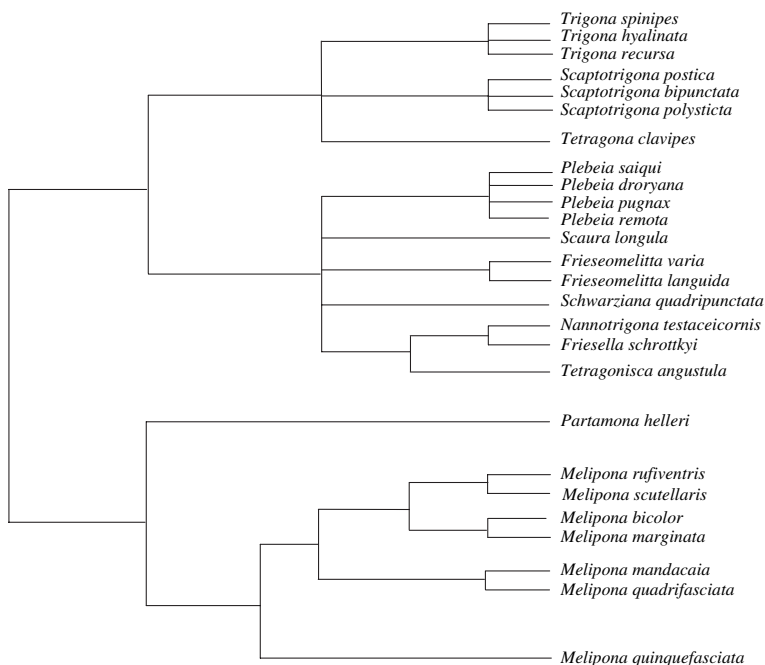 Trigona spinipes
Trigona hyalinata
Trigona recursa
Scaptotrigona postica
Scaptotrigona bipunctata
Scaptotrigona polysticta
Tetragona clavipes
Plebeia saiqui
Plebeia droryana
Plebeia pugnax
Plebeia remota
Scaura longula
Frieseomelitta varia
Frieseomelitta languida
Schwarziana quadripunctata
Nannotrigona testaceicornis
Friesella schrottkyi
Tetragonisca angustula
Partamona helleri
Melipona rufiventris
Melipona scutellaris
Melipona bicolor
Melipona marginata
Melipona mandacaia
Melipona quadrifasciata
Melipona quinquefasciata